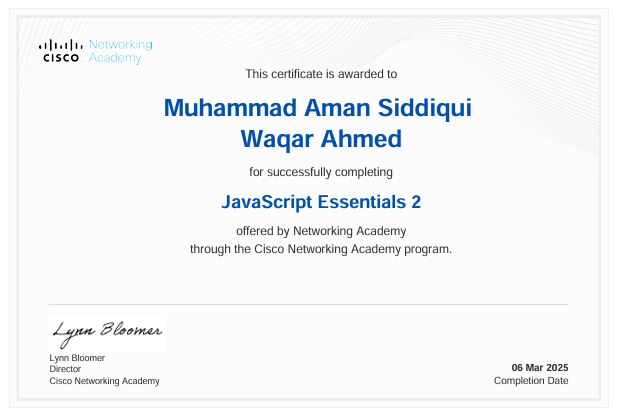 CISCO
Networking
Academy
This certificate is awarded to
Muhammad Aman Siddiqui
Waqar Ahmed
for successfully completing
JavaScript Essentials 2
offered by Networking Academy
through the Cisco Networking Academy program.
Lynn Bloomer
Lynn Bloomer
Director
Cisco Networking Academy
06 Mar 2025
Completion Date